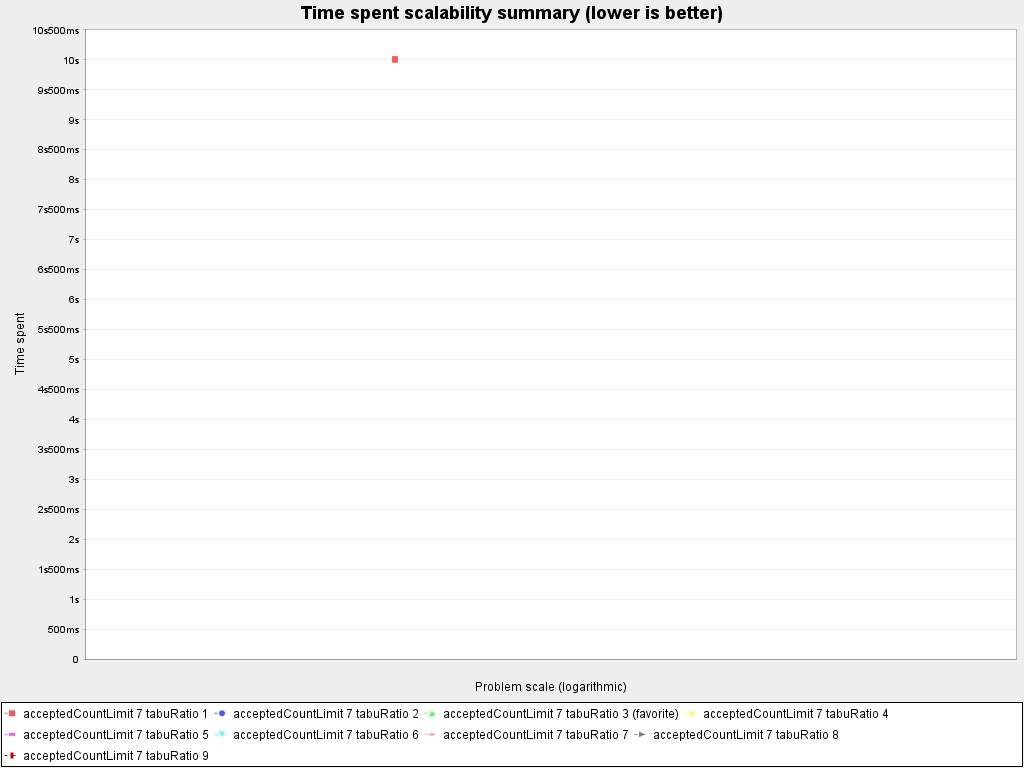 Time spent scalability summary (lower is better)
10s500ms
10s
9s500ms
9s
8s500ms
8s
7s500ms
7s
6s500ms
6s
5s500ms
5s
4s500ms
4s
3s500ms
3s
2s500ms
2s
1s500ms
1s
500ms
0
Time spent
Problem scale (logarithmic)
acceptedCountLimit 7 tabuRatio 1 acceptedCountLimit 7 tabuRatio 2 acceptedCountLimit 7 tabuRatio 3 (favorite) acceptedCountLimit 7 tabuRatio 4
acceptedCountLimit 7 tabuRatio 5 acceptedCountLimit 7 tabuRatio 6 acceptedCountLimit 7 tabuRatio 7 acceptedCountLimit 7 tabuRatio 8
acceptedCountLimit 7 tabuRatio 9